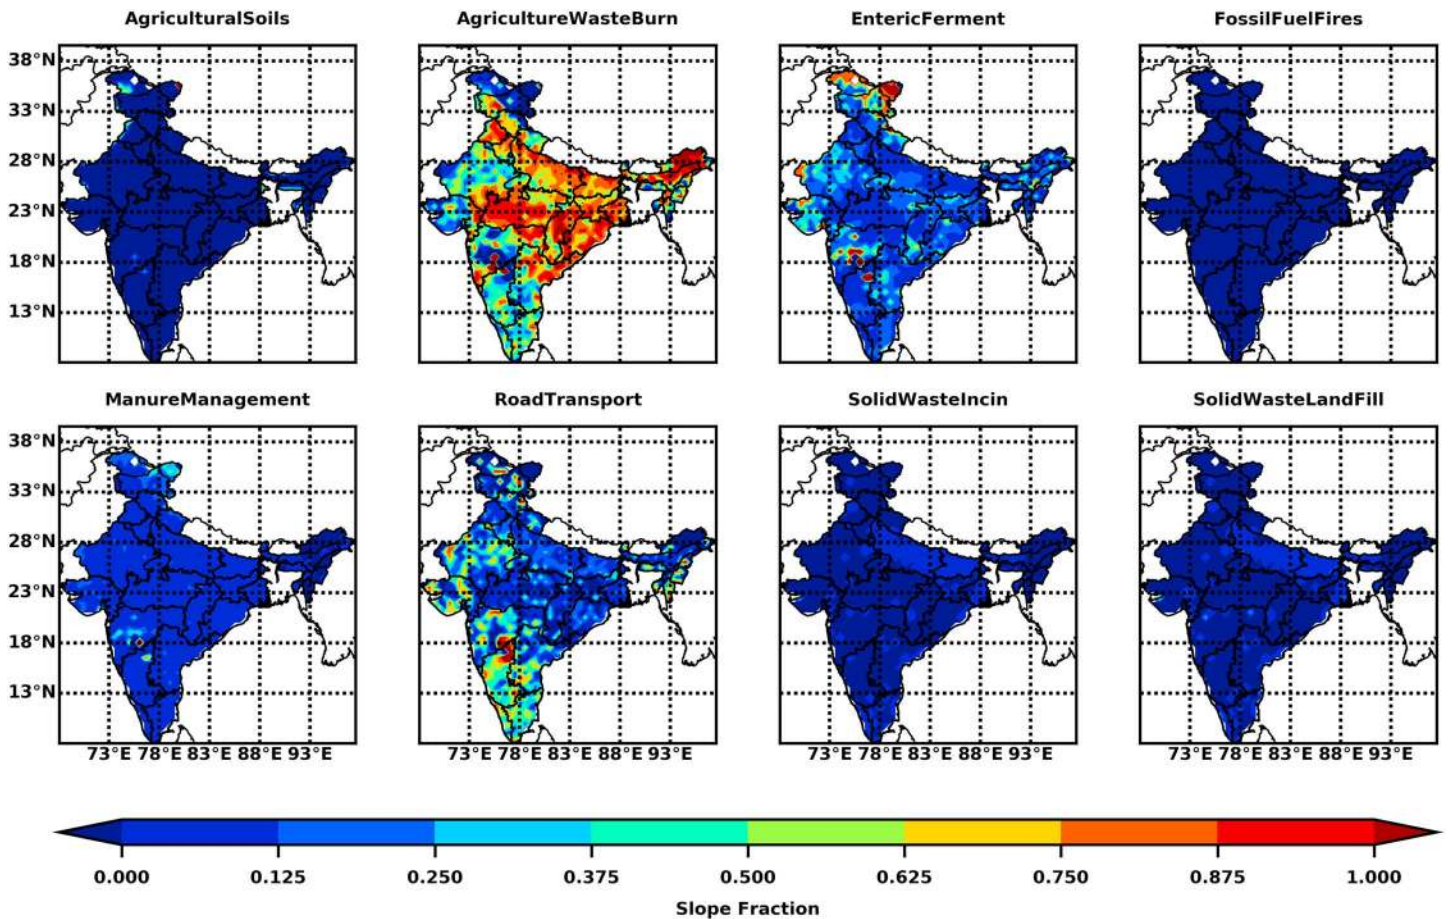 AgriculturalSoils AgricultureWasteBurn EntericFerment FossilFuelFires
38°N
33°N
28°N
23°N
18°N
13°N
ManureManagement RoadTransport SolidWasteIncin SolidWasteLandFill
38°N
33°N
28°N
23°N
18°N
13°N
73°E 78°E 83°E 88°E 93°E 73°E 78°E 83°E 88°E 93°E 73°E 78°E 83°E 88°E 93°E 73°E 78°E 83°E 88°E 93°E
0.000 0.125 0.250 0.375 0.500 0.625 0.750 0.875 1.000
Slope Fraction